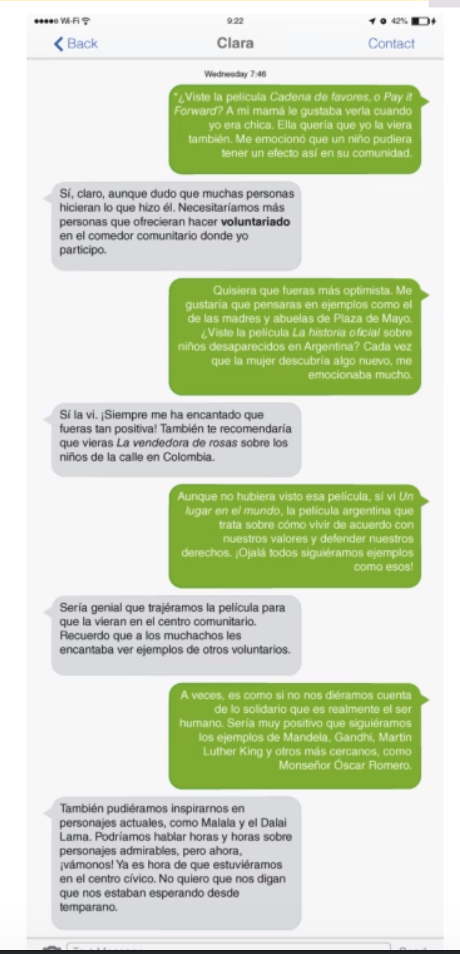 Wi-Fi 9:22 42%
Back Clara Contact
Wednesday 7:46
"¿Viste la película Cadena de favores, o Pay it
Forward? A mi mamá le gustaba verla cuando
yo era chica. Ella quería que yo la viera
también. Me emocionó que un niño pudiera
tener un efecto así en su comunidad.
Sí, claro, aunque dudo que muchas personas
hicieran lo que hizo él. Necesitaríamos más
personas que ofrecieran hacer voluntariado
en el comedor comunitario donde yo
participo.
Quisiera que fueras más optimista. Me
gustaría que pensaras en ejemplos como el
de las madres y abuelas de Plaza de Mayo.
¿Viste la película La historia oficial sobre
niños desaparecidos en Argentina? Cada vez
que la mujer descubría algo nuevo, me
emocionaba mucho.
Sí la vi. ¡Siempre me ha encantado que
fueras tan positiva! También te recomendaría
que vieras La vendedora de rosas sobre los
niños de la calle en Colombia.
Aunque no hubiera visto esa película, sí vi Un
lugar en el mundo, la película argentina que
trata sobre cómo vivir de acuerdo con
nuestros valores y defender nuestros
derechos. ¡Ojalá todos siguiéramos ejemplos
como esos!
Sería genial que trajéramos la película para
que la vieran en el centro comunitario.
Recuerdo que a los muchachos les
encantaba ver ejemplos de otros voluntarios.
A veces, es como si no nos diéramos cuenta
de lo solidario que es realmente el ser
humano. Sería muy positivo que siguiéramos
los ejemplos de Mandela, Gandhi, Martin
Luther King y otros más cercanos, como
Monseñor Óscar Romero.
También pudiéramos inspirarnos en
personajes actuales, como Malala y el Dalai
Lama. Podríamos hablar horas y horas sobre
personajes admirables, pero ahora,
¡vámonos! Ya es hora de que estuviéramos
en el centro cívico. No quiero que nos digan
que nos estaban esperando desde
temprano.